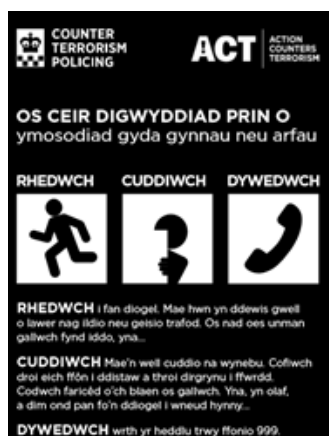 COUNTER
TERRORISM
POLICING
ACT
ACTION
COUNTERS
TERRORISM
OS CEIR DIGWYDDIAD PRIN O
ymosodiad gyda gynnau neu arfau
RHEDWCH CUDDIWCH DYWEDWCH
RHEDWCH i fan diogel. Mae hwn yn ddewis gwell
o lawer nag ildio neu geisio trafod. Os nad oes unman
gallwch fynd iddo, yna...
CUDDIWCH Mae'n well cuddio na wynebu. Cofiwch
droi eich ffôn i ddistaw a throi dirgrynu i ffwrdd.
Codwch faricêd o'ch blaen os gallwch. Yna, yn olaf,
a dim ond pan fo'n ddiogel i wneud hynny...
DYWEDWCH wrth yr heddlu trwy ffonio 999.